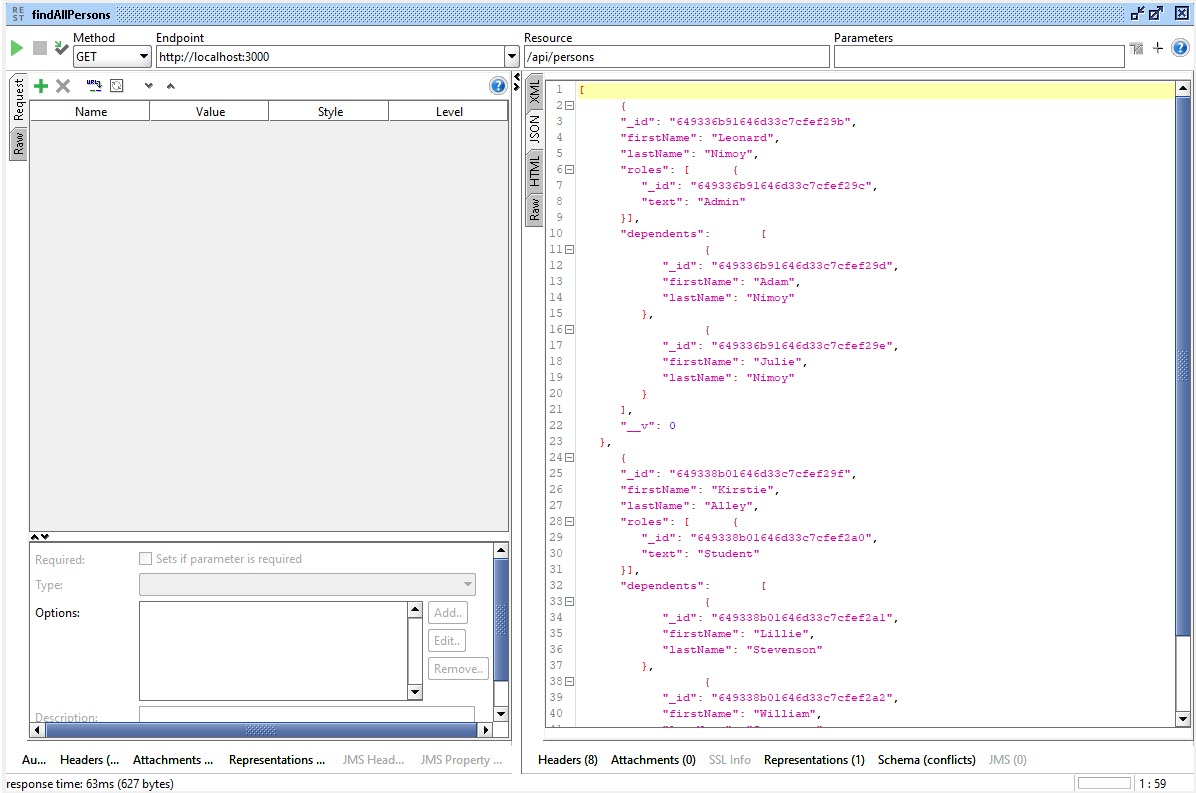 REST findAllPersons
Method Endpoint Resource Parameters
GET http://localhost:3000 /api/persons
Request
Raw
Name Value Style Level
Required: Sets if parameter is required
Type:
Options: Add..
Edit..
Remove..
Description:
Au... Headers (... Attachments ... Representations ... JMS Head... JMS Property ...
XML
JSON
HTML
Raw
1 [
2 {
3 "_id": "649336b91646d33c7cfef29b",
4 "firstName": "Leonard",
5 "lastName": "Nimoy",
6 "roles": [ {
7 "_id": "649336b91646d33c7cfef29c",
8 "text": "Admin"
9 }],
10 "dependents": [
11 {
12 "_id": "649336b91646d33c7cfef29d",
13 "firstName": "Adam",
14 "lastName": "Nimoy"
15 },
16 {
17 "_id": "649336b91646d33c7cfef29e",
18 "firstName": "Julie",
19 "lastName": "Nimoy"
20 }
21 ],
22 "__v": 0
23 },
24 {
25 "_id": "649338b01646d33c7cfef29f",
26 "firstName": "Kirstie",
27 "lastName": "Alley",
28 "roles": [ {
29 "_id": "649338b01646d33c7cfef2a0",
30 "text": "Student"
31 }],
32 "dependents": [
33 {
34 "_id": "649338b01646d33c7cfef2a1",
35 "firstName": "Lillie",
36 "lastName": "Stevenson"
37 },
38 {
39 "_id": "649338b01646d33c7cfef2a2",
40 "firstName": "William",
Headers (8) Attachments (0) SSL Info Representations (1) Schema (conflicts) JMS (0)
response time: 63ms (627 bytes)
1 : 59